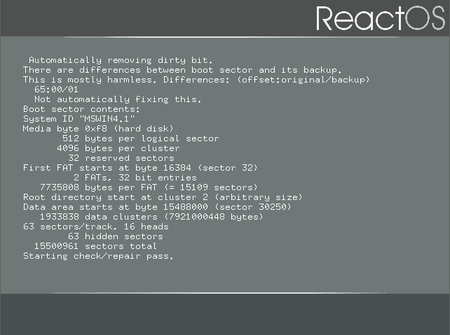 ReactOS
Automatically removing dirty bit.
There are differences between boot sector and its backup.
This is mostly harmless. Differences: (offset:original/backup)
65:00/01
Not automatically fixing this.
Boot sector contents:
System ID "MSWIN4.1"
Media byte 0xf8 (hard disk)
512 bytes per logical sector
4096 bytes per cluster
32 reserved sectors
First FAT starts at byte 16384 (sector 32)
2 FATs, 32 bit entries
7735808 bytes per FAT (= 15109 sectors)
Root directory start at cluster 2 (arbitrary size)
Data area starts at byte 15488000 (sector 30250)
1933838 data clusters (7921000448 bytes)
63 sectors/track, 16 heads
63 hidden sectors
15500961 sectors total
Starting check/repair pass.